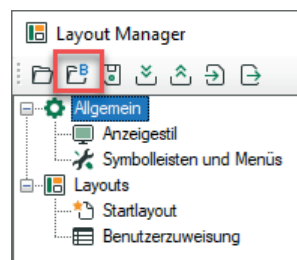 Layout Manager
B
Allgemein
Anzeigestil
Symbolleisten und Menüs
Layouts
Startlayout
Benutzerzuweisung